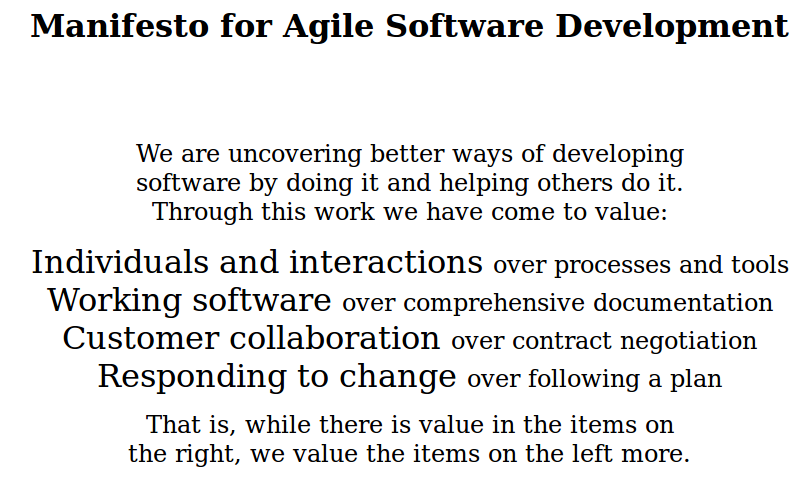 Manifesto for Agile Software Development
We are uncovering better ways of developing
software by doing it and helping others do it.
Through this work we have come to value:
Individuals and interactions over processes and tools
Working software over comprehensive documentation
Customer collaboration over contract negotiation
Responding to change over following a plan
That is, while there is value in the items on
the right, we value the items on the left more.